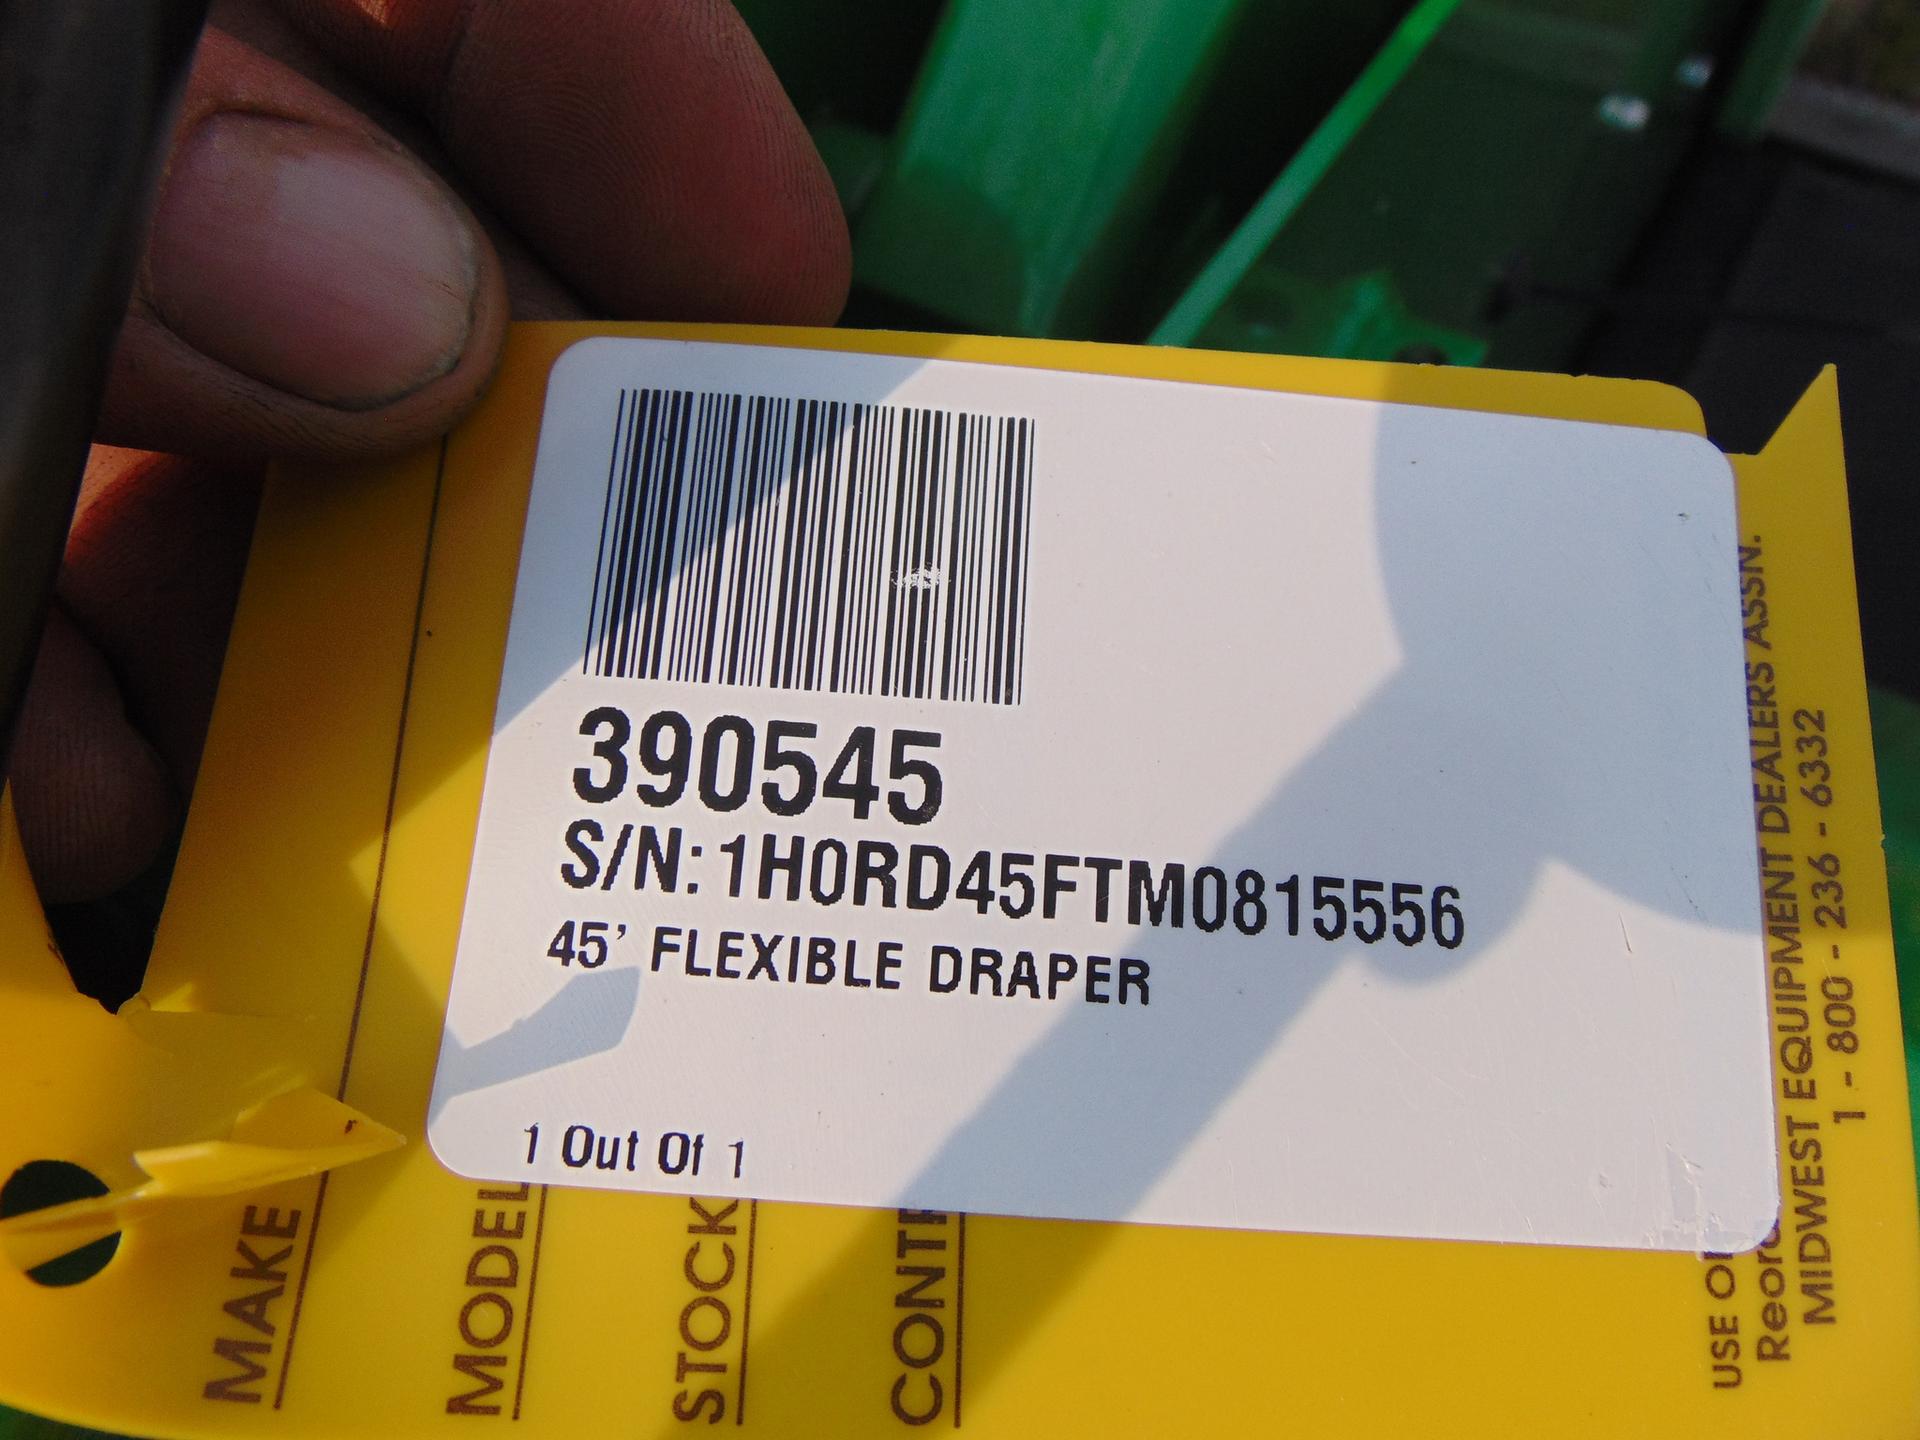 390545
S/N: 1H0RD45FTM0815556
45' FLEXIBLE DRAPER
1 Out Of 1
MAKE
MODEL
STOCK
USE
MIDWEST EQUIPMENT DEALERS ASSN.
1 - 800 - 236 - 6332